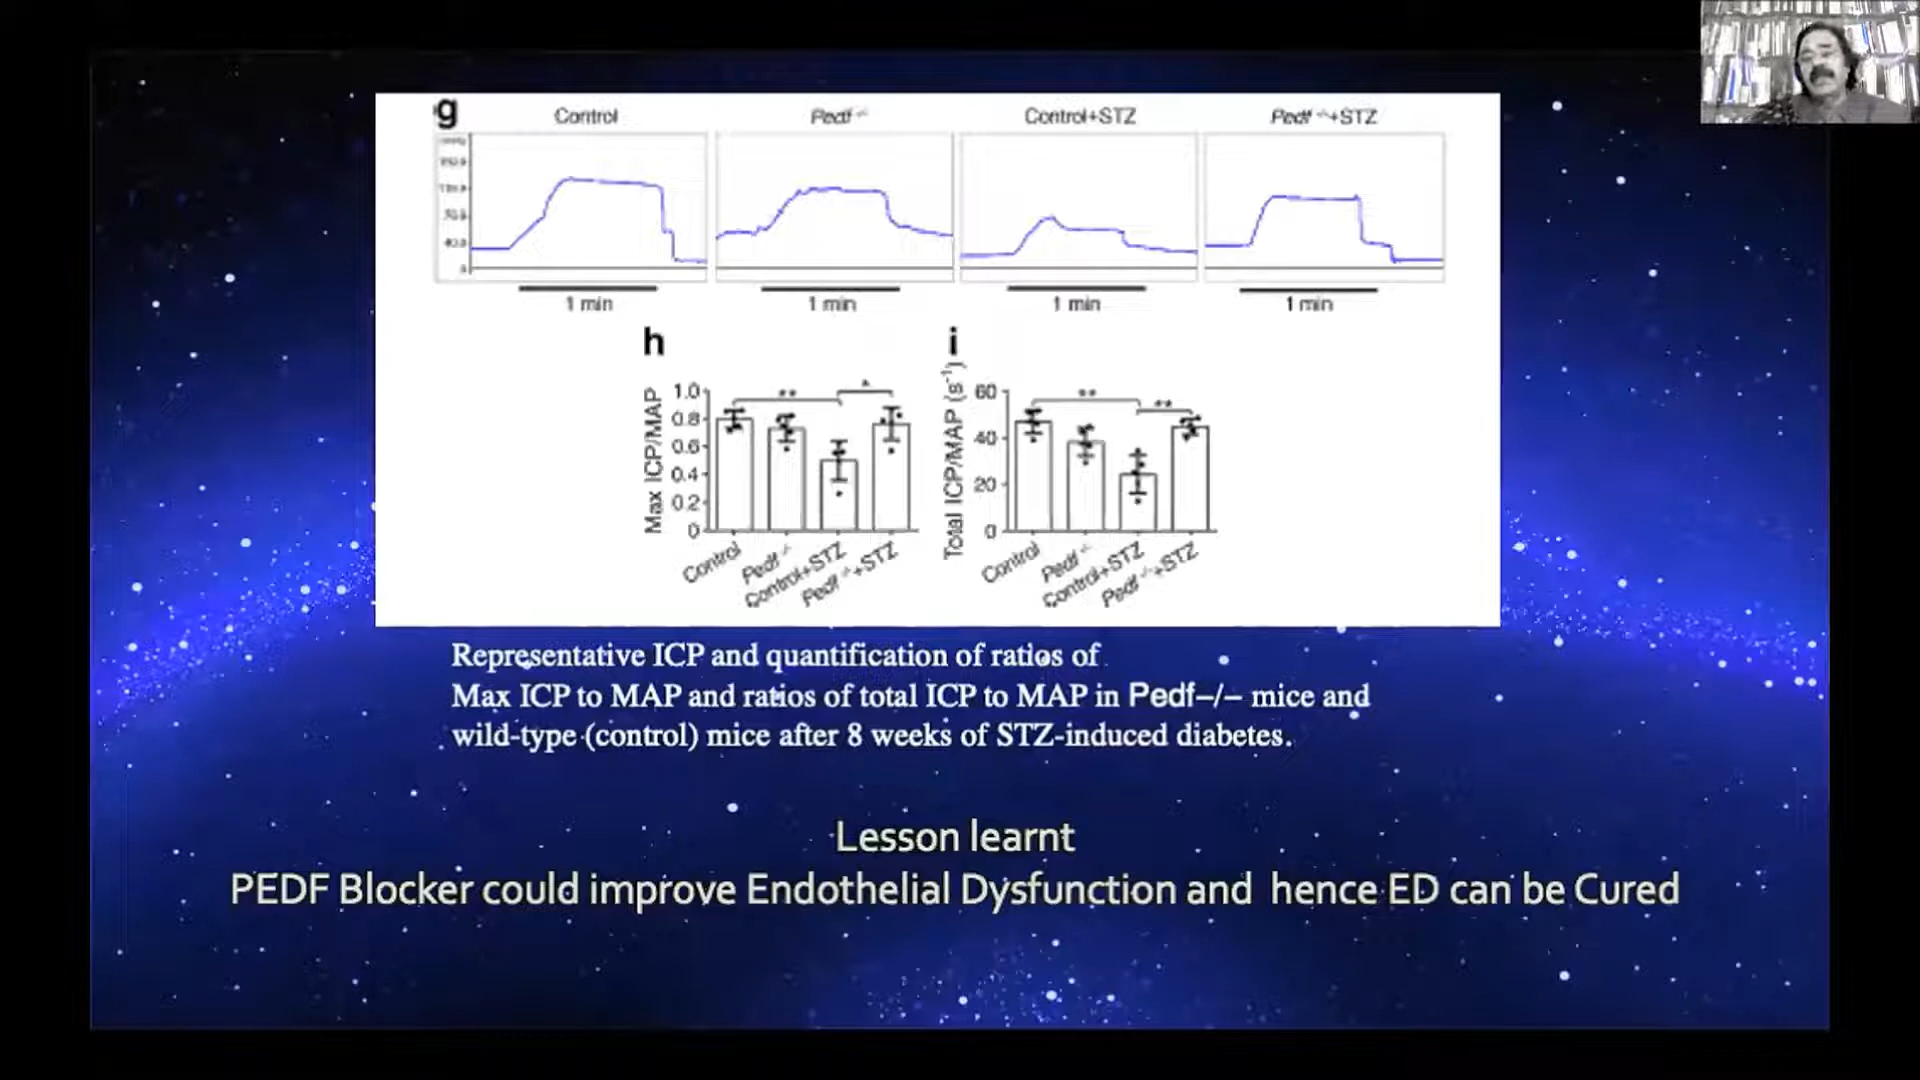 g
Control
Pedf -/-
Control+STZ
Pedf -/-+STZ
0
1 min
1 min
1 min
1 min
h
Max ICP/MAP
1.0
0.8
0.6
0.4
0.2
0
**
*
Control
Pedf -/-
Control+STZ
Pedf -/-+STZ
i
Total ICP/MAP (s-1)
60
40
20
0
**
**
Control
Pedf -/-
Control+STZ
Pedf -/-+STZ
Representative ICP and quantification of ratios of
Max ICP to MAP and ratios of total ICP to MAP in Pedf–/– mice and
wild-type (control) mice after 8 weeks of STZ-induced diabetes.
Lesson learnt
PEDF Blocker could improve Endothelial Dysfunction and hence ED can be Cured